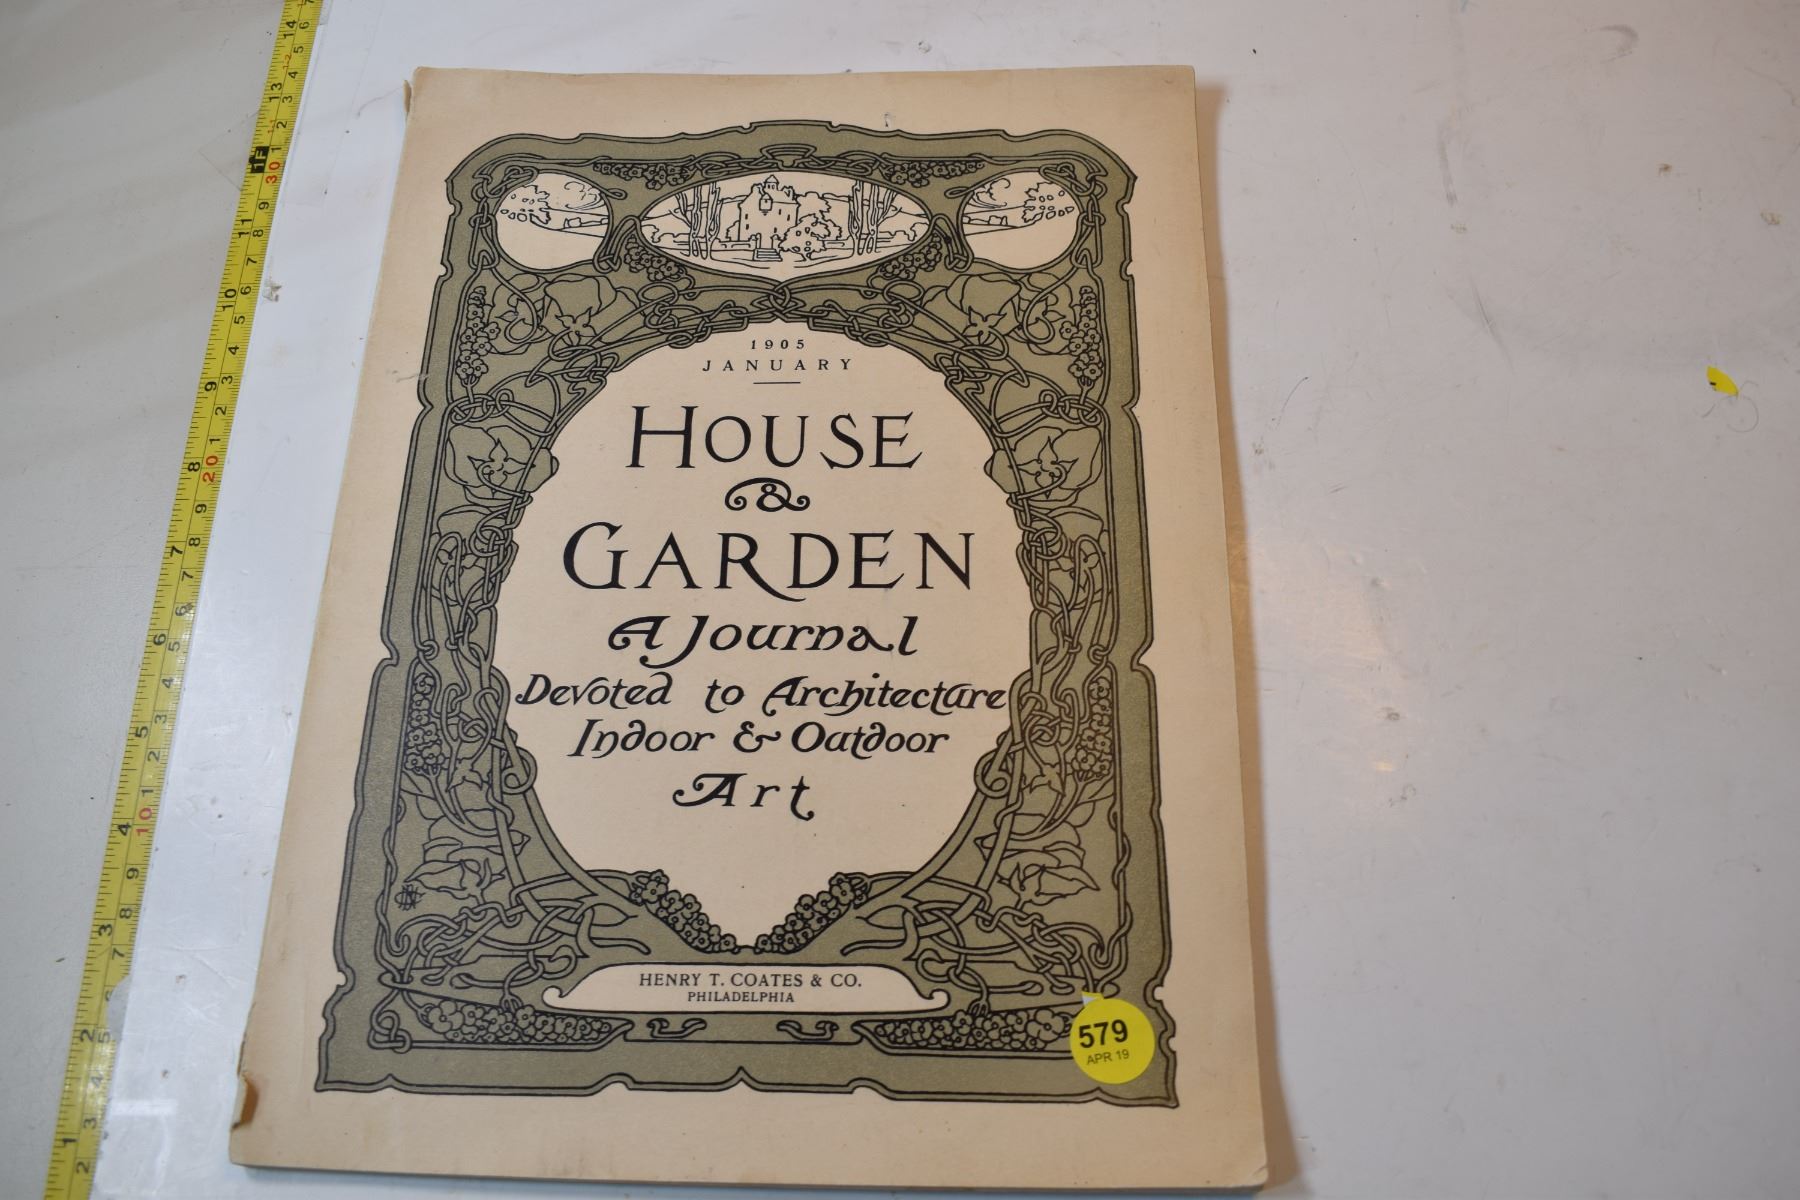 1905
JANUARY
HOUSE
&
GARDEN
A Journal
Devoted to Architecture
Indoor & Outdoor
Art
HENRY T. COATES & CO.
PHILADELPHIA
579
APR 19